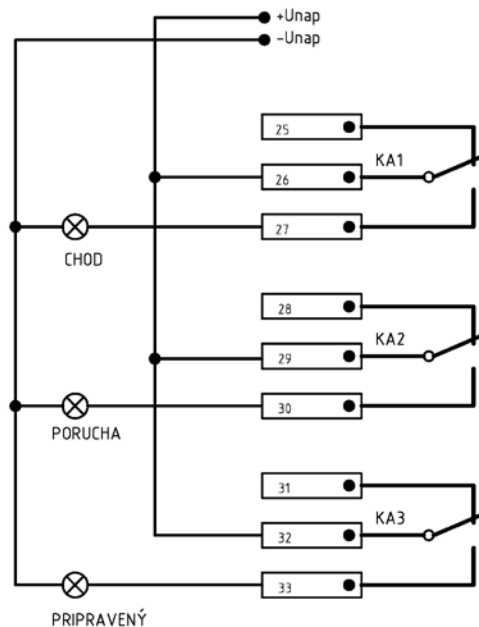 +Unap
-Unap
25
26
KA1
27
CHOD
28
29
KA2
30
PORUCHA
31
32
KA3
33
PRIPRAVENÝ